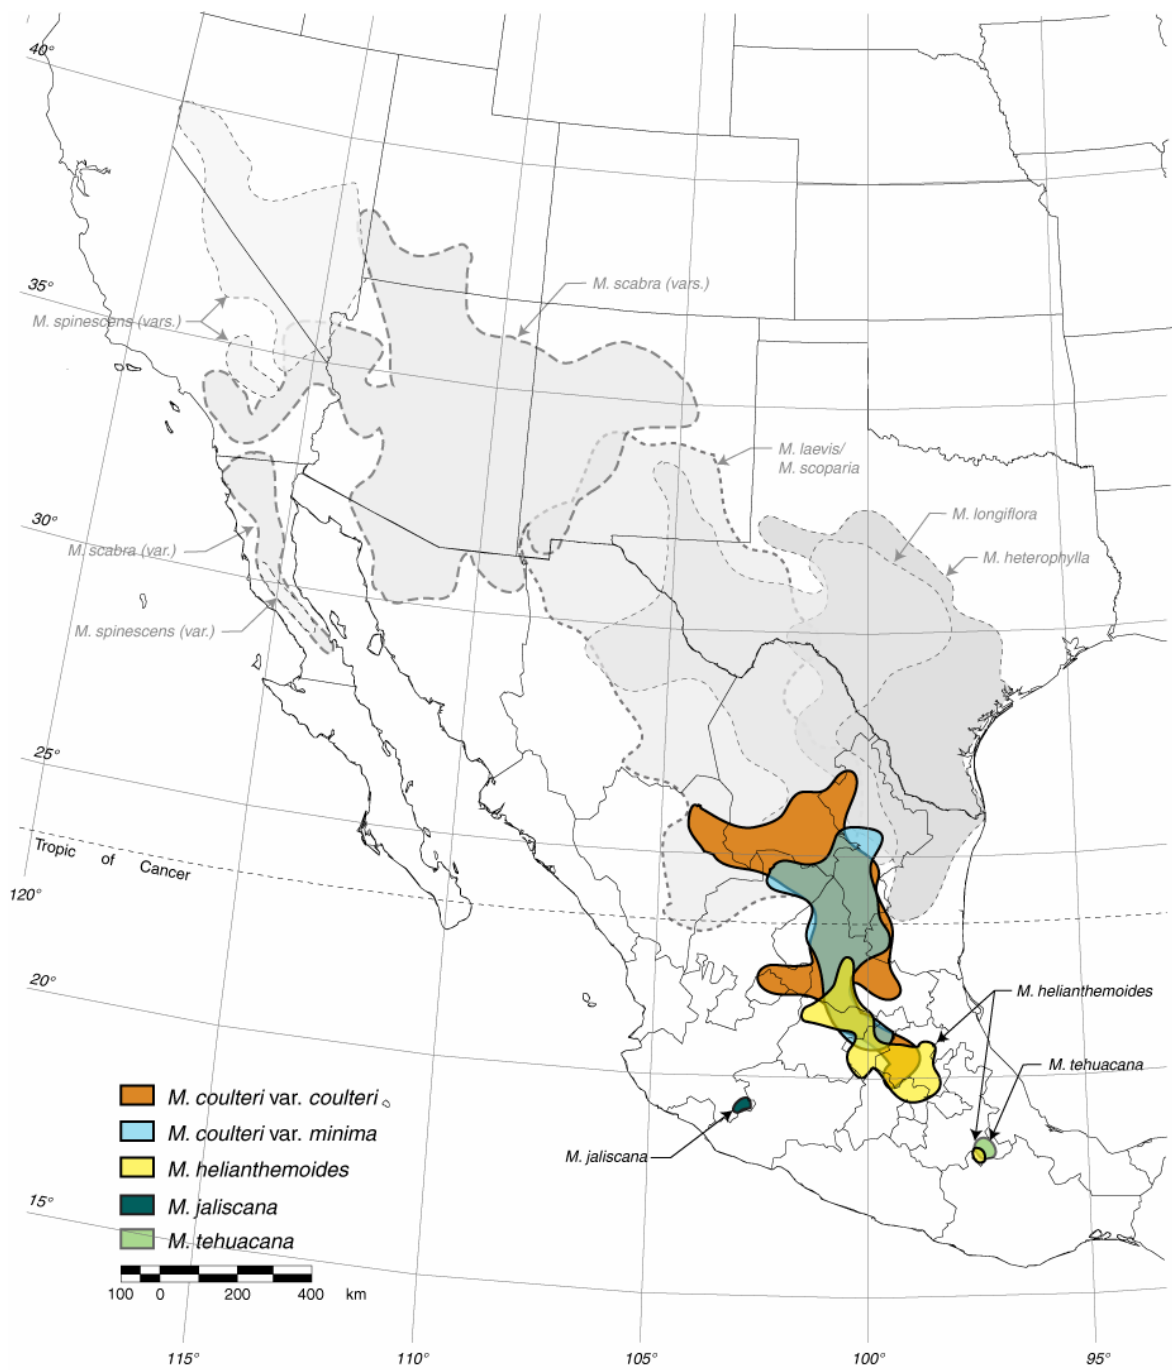 40°
35°
M. scabra (vars.)
M. spinescens (vars.)
M. laevis/
M. scoparia
30°
M. longiflora
M. scabra (var.)
M. heterophylla
M. spinescens (var.)
25°
Tropic of Cancer
120°
20°
M. helianthemoides
M. tehuacana
M. coulteri var. coulteri
M. coulteri var. minima
M. jaliscana
M. helianthemoides
15°
M. jaliscana
M. tehuacana
100 0 200 400 km
115° 110° 105° 100° 95°